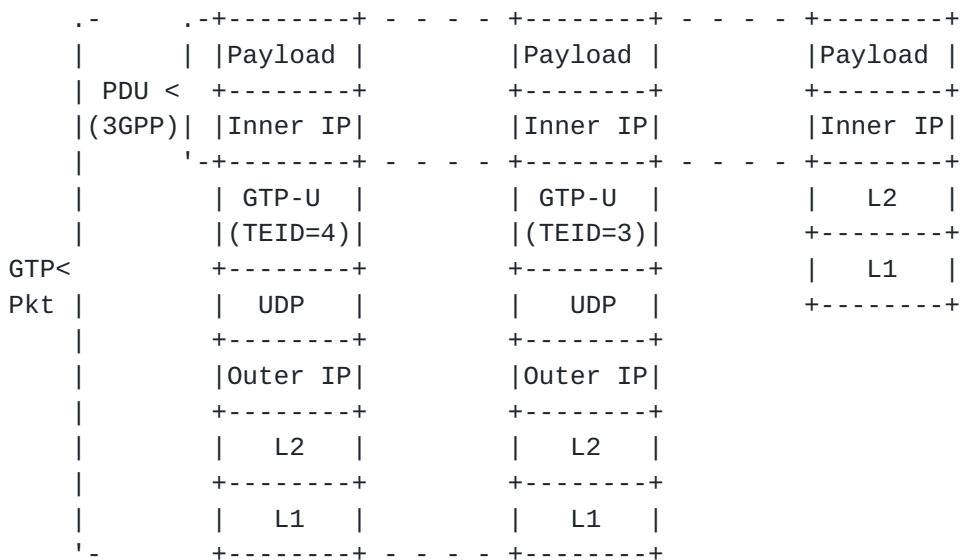 .-      .-+--------+ - - - - +--------+ - - - - +--------+
     |       | |Payload |         |Payload |         |Payload |
     | PDU <  +--------+         +--------+         +--------+
     |(3GPP)| |Inner IP|         |Inner IP|         |Inner IP|
     |      '-+--------+ - - - - +--------+ - - - - +--------+
     |        | GTP-U  |         | GTP-U  |         |   L2   |
     |        |(TEID=4)|         |(TEID=3)|         +--------+
GTP<          +--------+         +--------+         |   L1   |
Pkt  |        |  UDP   |         |  UDP   |         +--------+
     |        +--------+         +--------+
     |        |Outer IP|         |Outer IP|
     |        +--------+         +--------+
     |        |   L2   |         |   L2   |
     |        +--------+         +--------+
     |        |   L1   |         |   L1   |
     '-       +--------+ - - - - +--------+